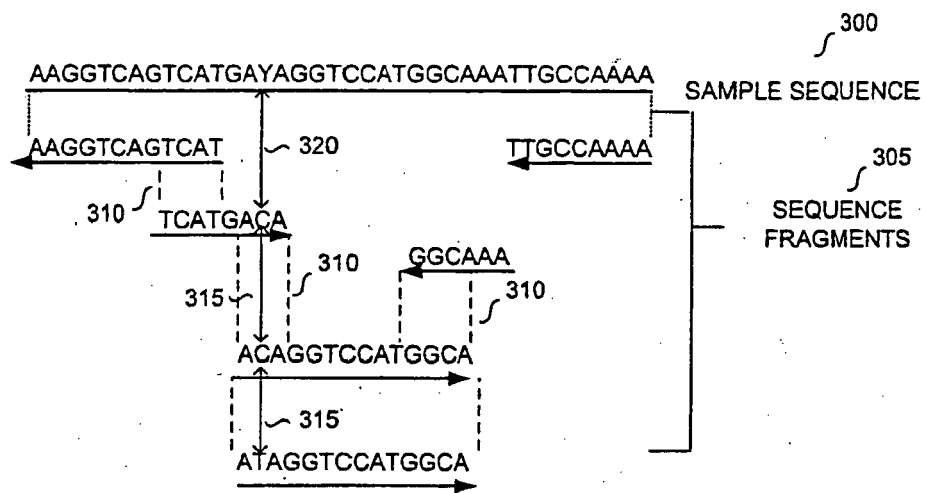 300
AAGGTCAGTCATGAYAGGTCCATGGCAAATTGCCAAAA
SAMPLE SEQUENCE
AAGGTCAGTCAT
320
TTGCCAAAA
305
310
TCATGACA
SEQUENCE
FRAGMENTS
GGCAAA
310
315
310
ACAGGTCCATGGCA
315
ATAGGTCCATGGCA